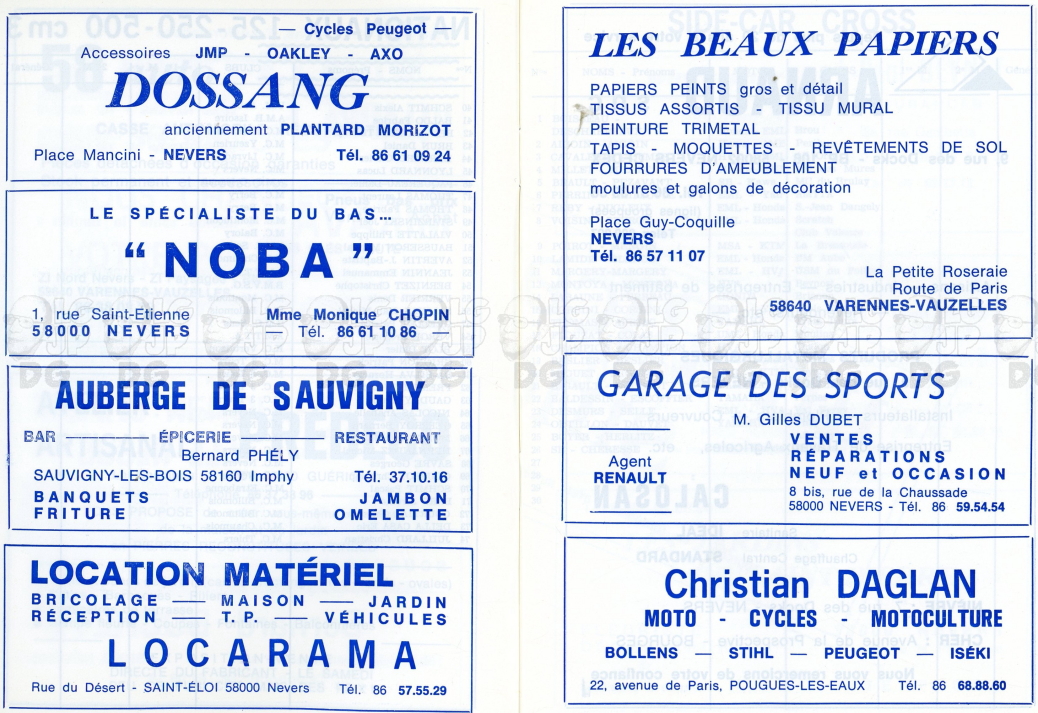 — Cycles Peugeot —
Accessoires JMP - OAKLEY - AXO
DOSSANG
anciennement PLANTARD MORIZOT
Place Mancini - NEVERS Tél. 86 61 09 24
LE SPÉCIALISTE DU BAS...
“ NOBA ”
1, rue Saint-Etienne Mme Monique CHOPIN
58000 NEVERS — Tél. 86 61 10 86 —
AUBERGE DE SAUVIGNY
BAR — ÉPICERIE — RESTAURANT
Bernard PHÉLY
SAUVIGNY-LES-BOIS 58160 Imphy Tél. 37.10.16
BANQUETS JAMBON
FRITURE OMELETTE
LOCATION MATÉRIEL
BRICOLAGE — MAISON — JARDIN
RÉCEPTION — T.P. — VÉHICULES
LOCARAMA
Rue du Désert - SAINT-ÉLOI 58000 Nevers Tél. 86 57.55.29
LES BEAUX PAPIERS
PAPIERS PEINTS gros et détail
TISSUS ASSORTIS - TISSU MURAL
PEINTURE TRIMETAL
TAPIS - MOQUETTES - REVÊTEMENTS DE SOL
FOURRURES D'AMEUBLEMENT
moulures et galons de décoration
Place Guy-Coquille
NEVERS
Tél. 86 57 11 07
La Petite Roseraie
Route de Paris
58640 VARENNES-VAUZELLES
GARAGE DES SPORTS
M. Gilles DUBET
Agent
RENAULT
VENTES
RÉPARATIONS
NEUF et OCCASION
8 bis, rue de la Chaussade
58000 NEVERS - Tél. 86 59.54.54
Christian DAGLAN
MOTO - CYCLES - MOTOCULTURE
BOLLENS — STIHL — PEUGEOT — ISÉKI
22, avenue de Paris, POUGUES-LES-EAUX Tél. 86 68.88.60